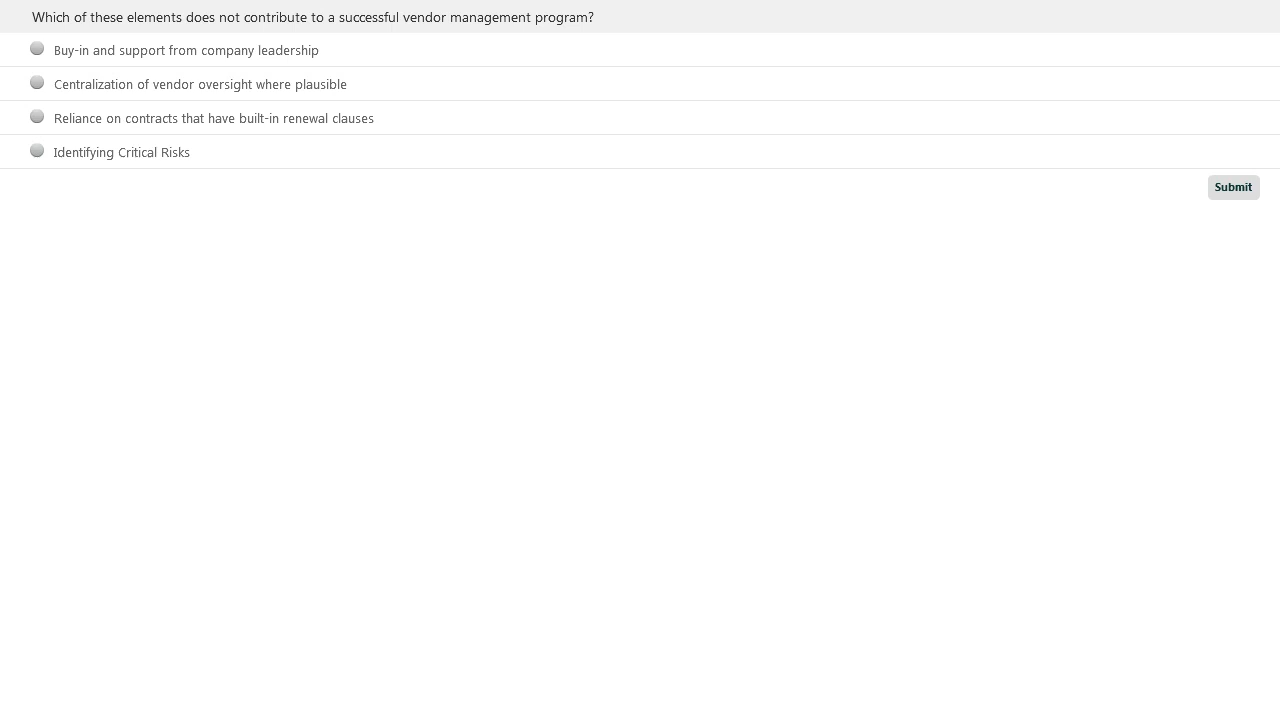 Which of these elements does not contribute to a successful vendor management program?
Buy-in and support from company leadership
Centralization of vendor oversight where plausible
Reliance on contracts that have built-in renewal clauses
Identifying Critical Risks
Submit